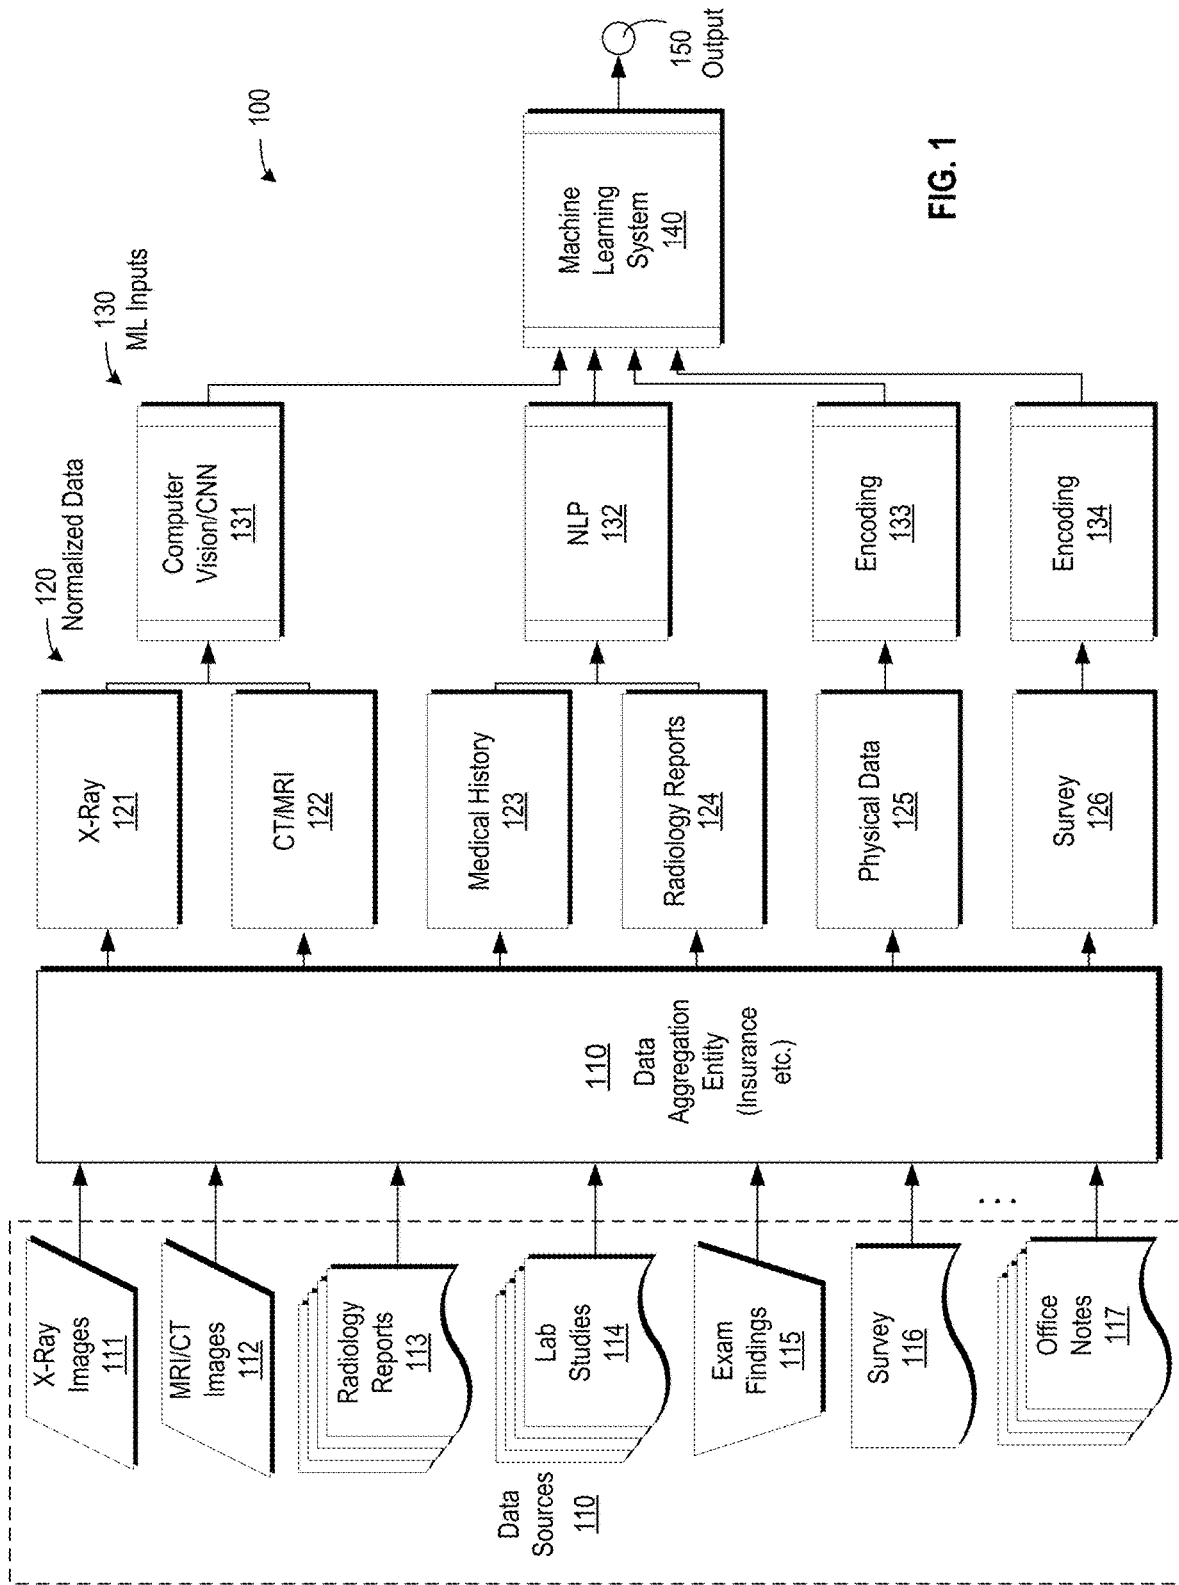 100
120
Normalized Data
130
ML Inputs
X-Ray
Images
111
MRI/CT
Images
112
Radiology
Reports
113
Data
Sources
110
Lab
Studies
114
Exam
Findings
115
Survey
116
Office
Notes
117
...
110
Data
Aggregation
Entity
(Insurance
etc.)
X-Ray
121
CT/MRI
122
Medical History
123
Radiology Reports
124
Physical Data
125
Survey
126
Computer
Vision/CNN
131
NLP
132
Encoding
133
Encoding
134
Machine
Learning
System
140
150
Output
FIG. 1